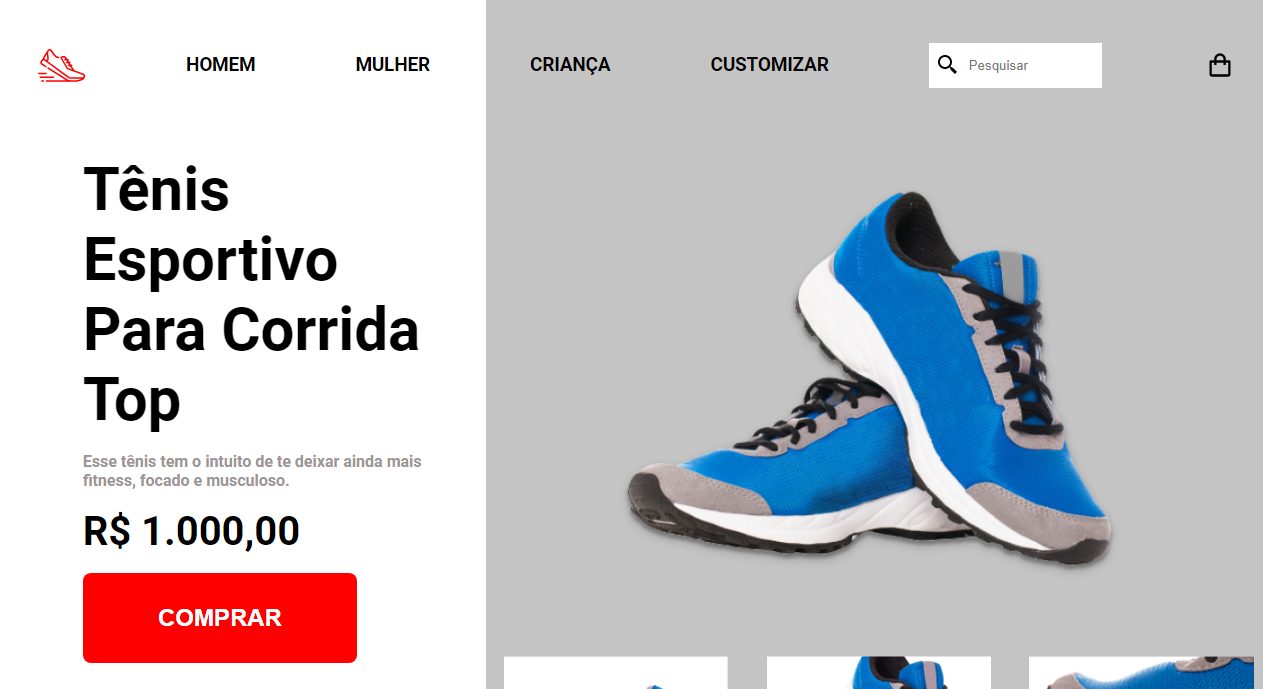 HOMEM
MULHER
CRIANÇA
CUSTOMIZAR
Pesquisar
Tênis
Esportivo
Para Corrida
Top
Esse tênis tem o intuito de te deixar ainda mais
fitness, focado e musculoso.
R$ 1.000,00
COMPRAR